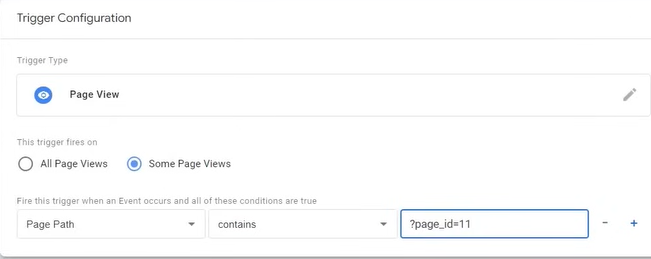 Trigger Configuration
Trigger Type
Page View
This trigger fires on
All Page Views Some Page Views
Fire this trigger when an Event occurs and all of these conditions are true
Page Path contains ?page_id=11 - +